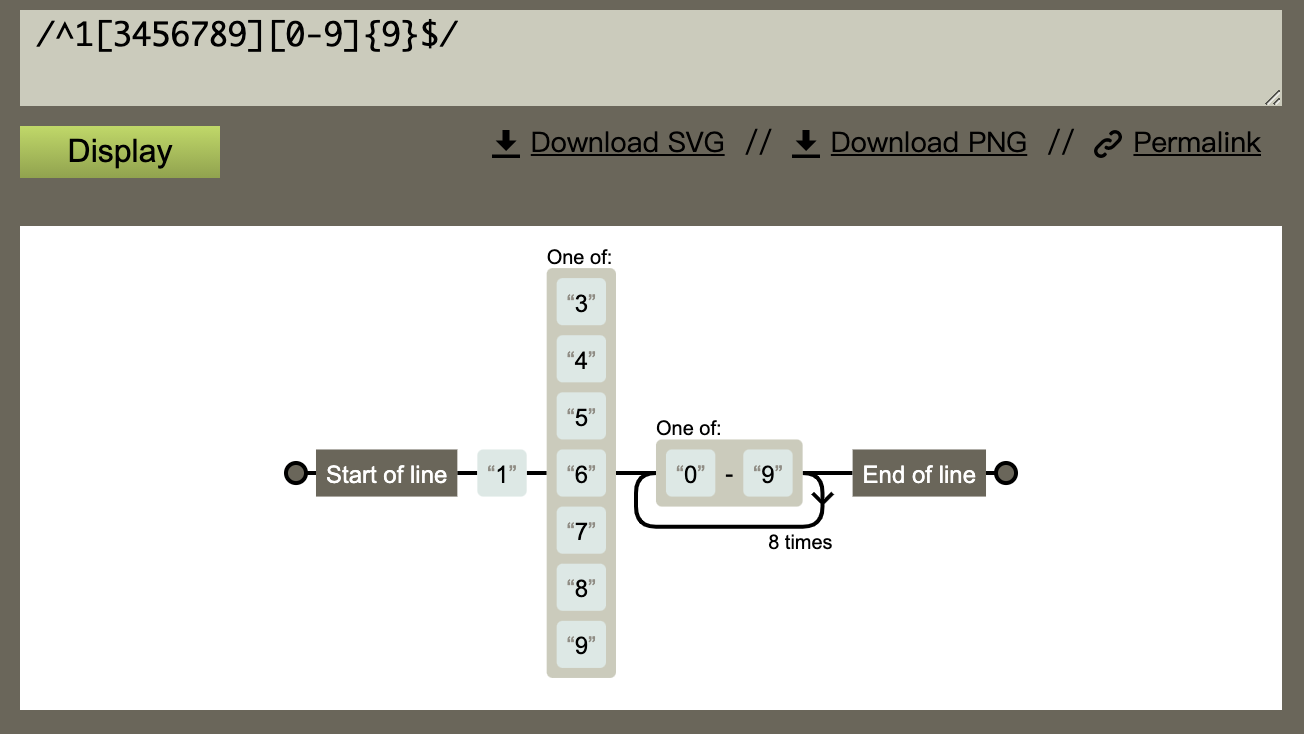 /^1[3456789][0-9]{9}$/
Display
Download SVG // Download PNG // Permalink
One of:
“3”
“4”
“5”
One of:
Start of line “1” “6” “0” - “9” End of line
“7”
8 times
“8”
“9”